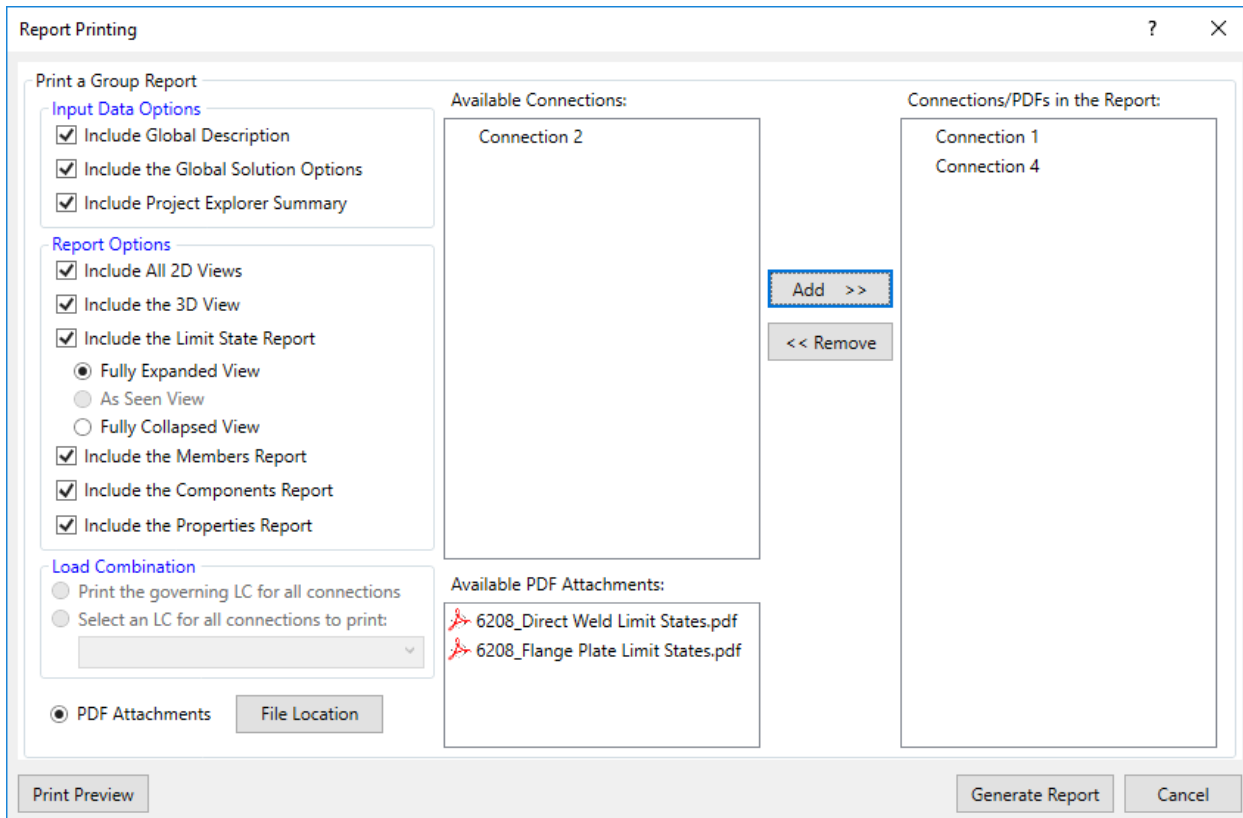 Report Printing
?
Print a Group Report
Input Data Options
Include Global Description
Include the Global Solution Options
Include Project Explorer Summary
Report Options
Include All 2D Views
Include the 3D View
Include the Limit State Report
Fully Expanded View
As Seen View
Fully Collapsed View
Include the Members Report
Include the Components Report
Include the Properties Report
Load Combination
Print the governing LC for all connections
Select an LC for all connections to print:
PDF Attachments
File Location
Available Connections:
Connection 2
Available PDF Attachments:
6208_Direct Weld Limit States.pdf
6208_Flange Plate Limit States.pdf
Add >>
<< Remove
Connections/PDFs in the Report:
Connection 1
Connection 4
Print Preview
Generate Report
Cancel